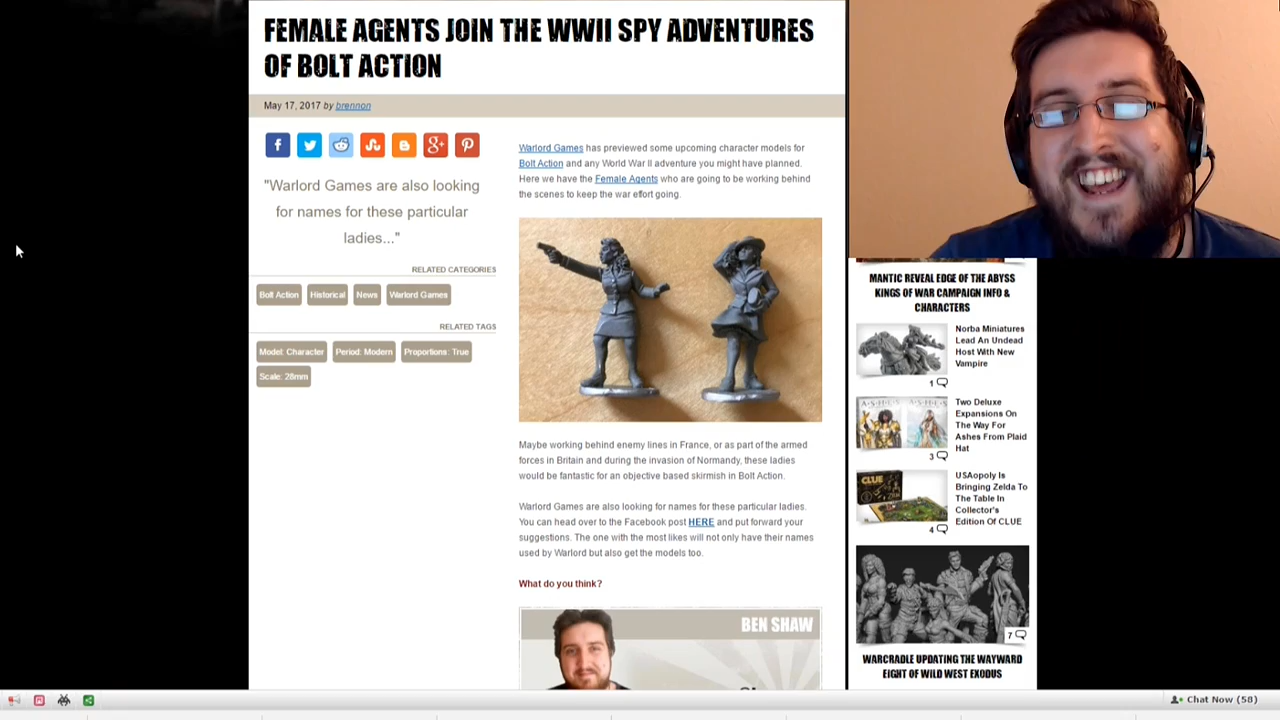 FEMALE AGENTS JOIN THE WWII SPY ADVENTURES
OF BOLT ACTION
May 17, 2017 by brennon
"Warlord Games are also looking
for names for these particular
ladies..."
RELATED CATEGORIES
Bolt Action Historical News Warlord Games
RELATED TAGS
Model: Character Period: Modern Proportions: True
Scale: 28mm
Warlord Games has previewed some upcoming character models for
Bolt Action and any World War II adventure you might have planned.
Here we have the Female Agents who are going to be working behind
the scenes to keep the war effort going.
Maybe working behind enemy lines in France, or as part of the armed
forces in Britain and during the invasion of Normandy, these ladies
would be fantastic for an objective based skirmish in Bolt Action.
Warlord Games are also looking for names for these particular ladies.
You can head over to the Facebook post HERE and put forward your
suggestions. The one with the most likes will not only have their names
used by Warlord but also get the models too.
What do you think?
BEN SHAW
MANTIC REVEAL EDGE OF THE ABYSS
KINGS OF WAR CAMPAIGN INFO &
CHARACTERS
Norba Miniatures
Lead An Undead
Host With New
Vampire
1
Two Deluxe
Expansions On
The Way For
Ashes From Plaid
Hat
3
ASHES
CLUE
USAopoly Is
Bringing Zelda To
The Table In
Collector's
Edition Of CLUE
4
7
WARCRADLE UPDATING THE WAYWARD
EIGHT OF WILD WEST EXODUS
Chat Now (58)